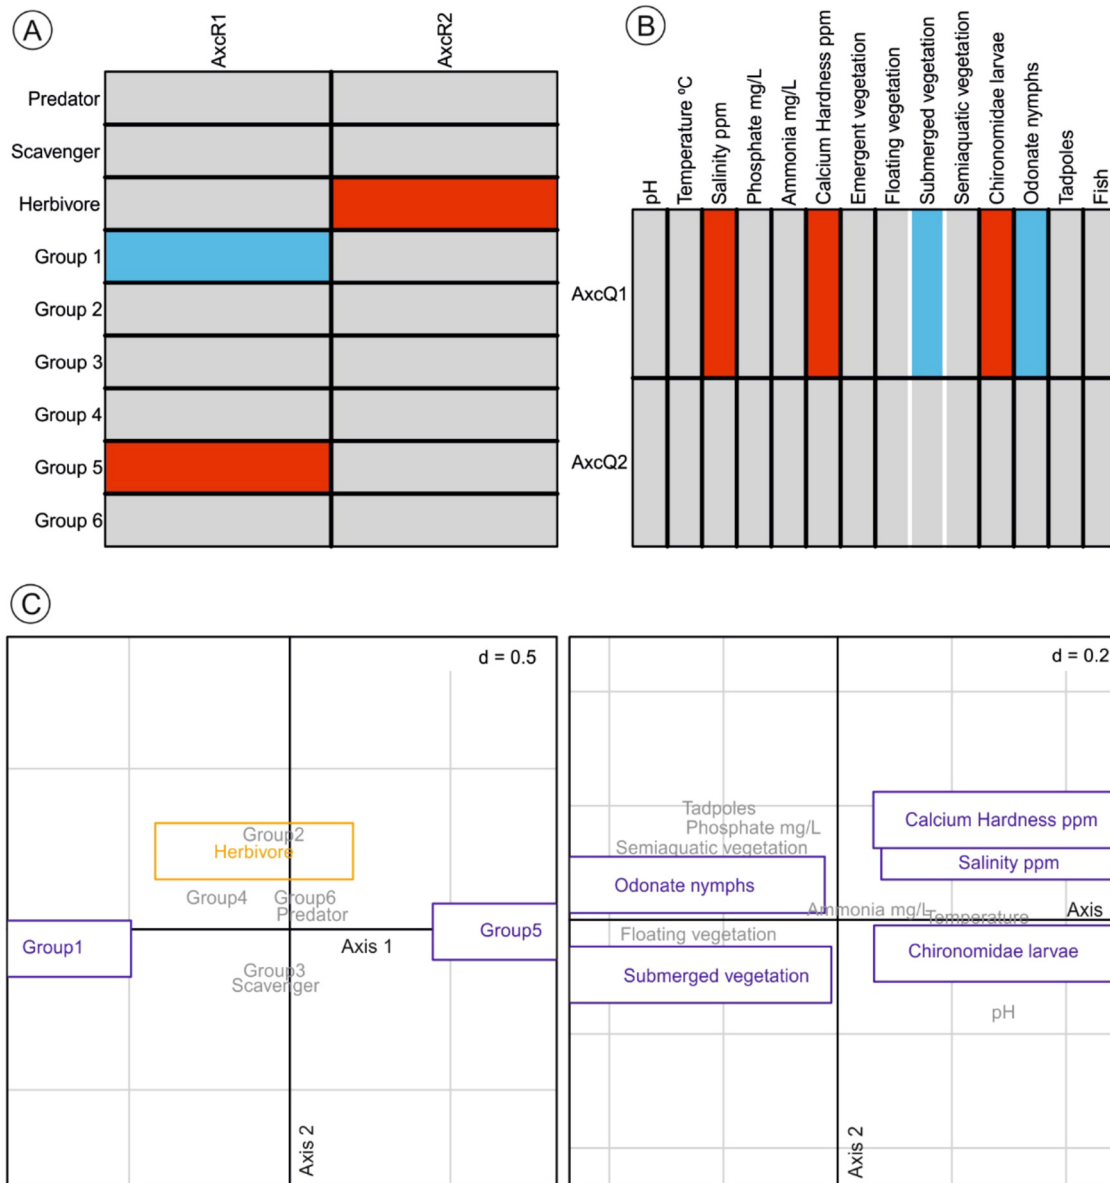 A
AxcR1
AxcR2
Predator
Scavenger
Herbivore
Group 1
Group 2
Group 3
Group 4
Group 5
Group 6
B
pH
Temperature ºC
Salinity ppm
Phosphate mg/L
Ammonia mg/L
Calcium Hardness ppm
Emergent vegetation
Floating vegetation
Submerged vegetation
Semiaquatic vegetation
Chironomidae larvae
Odonate nymphs
Tadpoles
Fish
AxcQ1
AxcQ2
C
d = 0.5
Group2
Herbivore
Group4
Group6
Predator
Group1
Axis 1
Group5
Group3
Scavenger
Axis 2
d = 0.2
Tadpoles
Phosphate mg/L
Semiaquatic vegetation
Calcium Hardness ppm
Salinity ppm
Odonate nymphs
Ammonia mg/L
Temperature
Axis
Floating vegetation
Chironomidae larvae
Submerged vegetation
pH
Axis 2